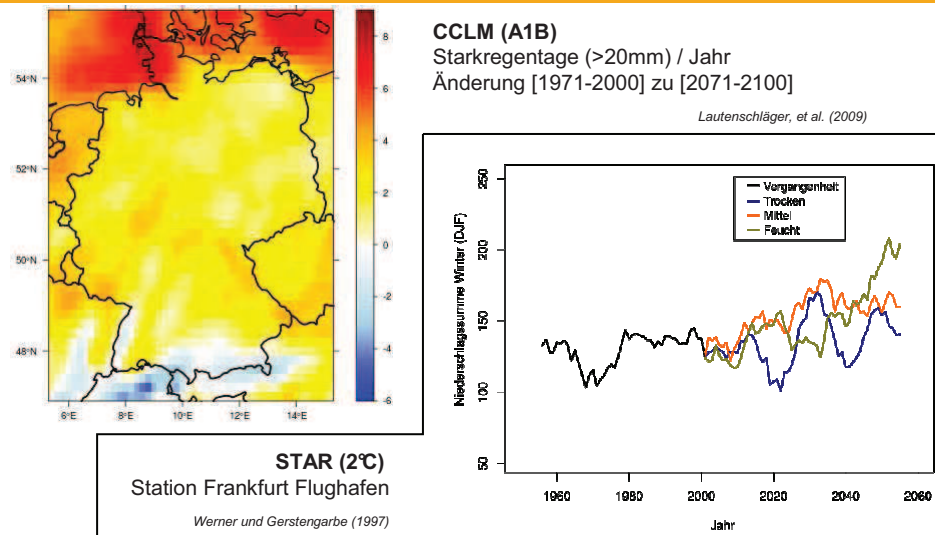 CCLM (A1B)
Starkregentage (>20mm) / Jahr
Änderung [1971-2000] zu [2071-2100]
Lautenschläger, et al. (2009)
54°N
52°N
50°N
48°N
6°E
8°E
10°E
12°E
14°E
8
6
4
2
0
-2
-4
-6
STAR (2°C)
Station Frankfurt Flughafen
Werner und Gerstengarbe (1997)
Niederschlagssumme Winter (DJF)
250
200
150
100
50
Vergangenheit
Trocken
Mittel
Feucht
1960
1980
2000
2020
2040
2060
Jahr